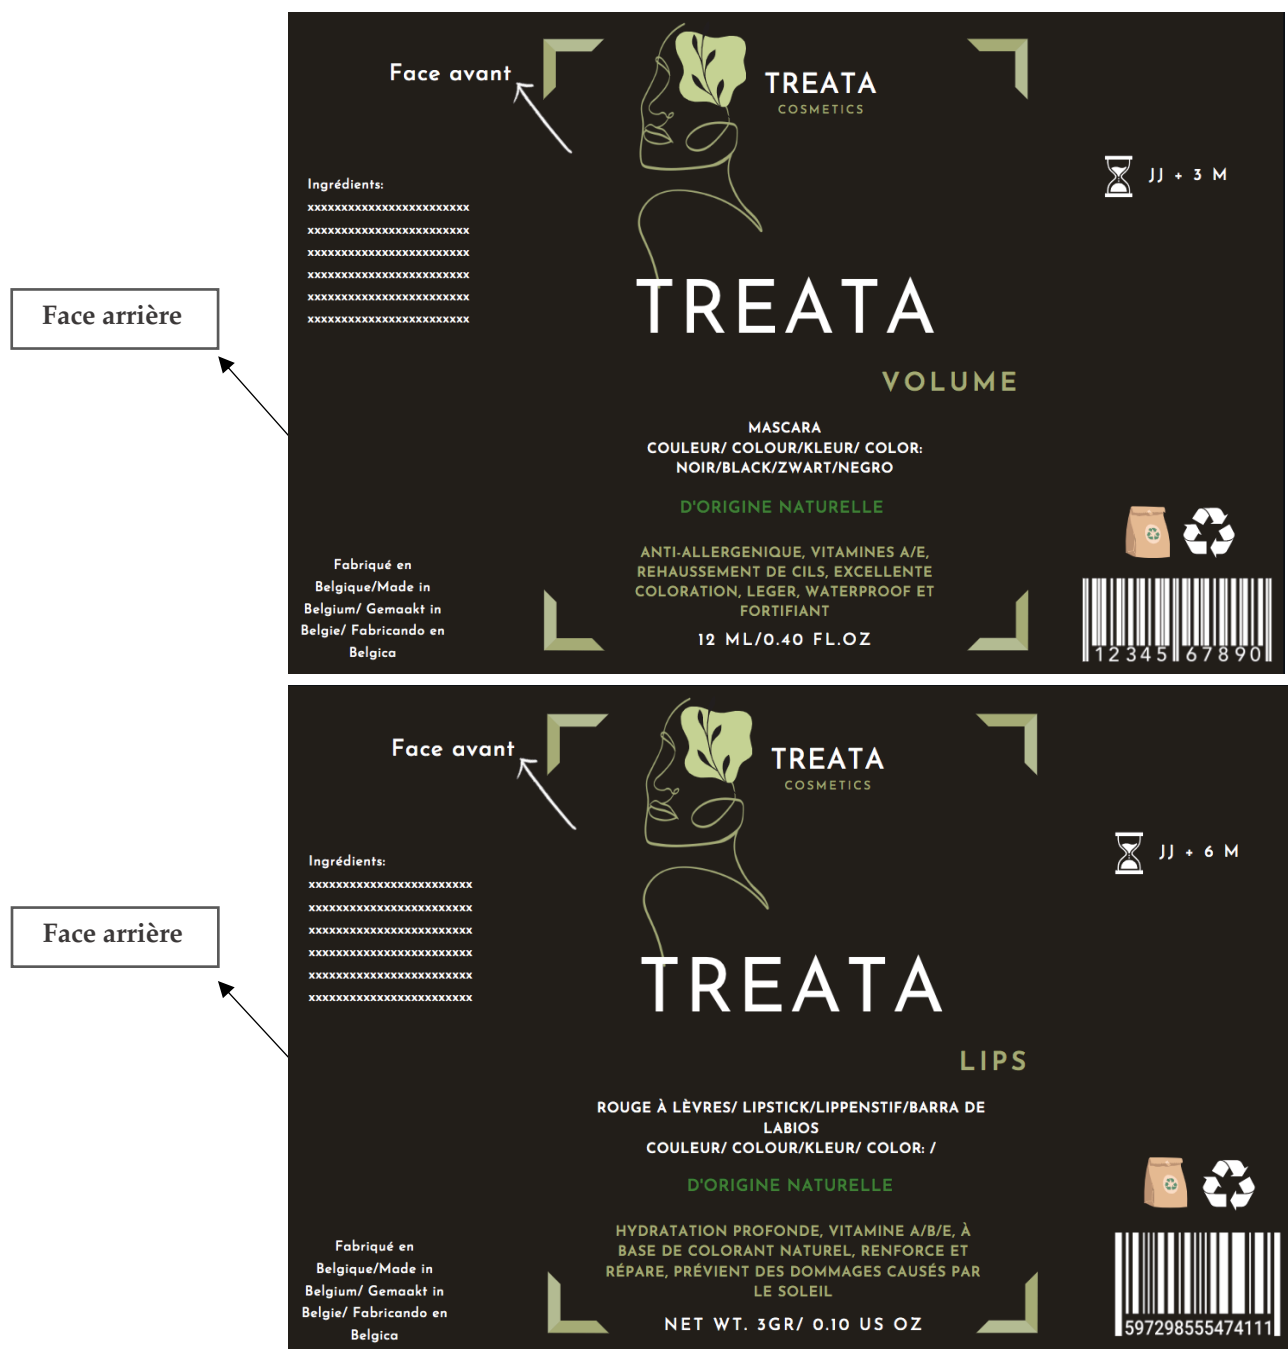 Face avant
TREATA
COSMETICS
JJ + 3 M
Ingrédients:
xxxxxxxxxxxxxxxxxxxxxxxx
xxxxxxxxxxxxxxxxxxxxxxxx
xxxxxxxxxxxxxxxxxxxxxxxx
xxxxxxxxxxxxxxxxxxxxxxxx
xxxxxxxxxxxxxxxxxxxxxxxx
xxxxxxxxxxxxxxxxxxxxxxxx
Face arrière
TREATA
VOLUME
MASCARA
COULEUR/ COLOUR/KLEUR/ COLOR:
NOIR/BLACK/ZWART/NEGRO
D'ORIGINE NATURELLE
ANTI-ALLERGENIQUE, VITAMINES A/E,
REHAUSSEMENT DE CILS, EXCELLENTE
COLORATION, LEGER, WATERPROOF ET
FORTIFIANT
12 ML/0.40 FL.OZ
Fabriqué en
Belgique/Made in
Belgium/ Gemaakt in
Belgie/ Fabricando en
Belgica
12345 67890
Face avant
TREATA
COSMETICS
JJ + 6 M
Ingrédients:
xxxxxxxxxxxxxxxxxxxxxxxx
xxxxxxxxxxxxxxxxxxxxxxxx
xxxxxxxxxxxxxxxxxxxxxxxx
xxxxxxxxxxxxxxxxxxxxxxxx
xxxxxxxxxxxxxxxxxxxxxxxx
xxxxxxxxxxxxxxxxxxxxxxxx
Face arrière
TREATA
LIPS
ROUGE À LÈVRES/ LIPSTICK/LIPPENSTIF/BARRA DE
LABIOS
COULEUR/ COLOUR/KLEUR/ COLOR: /
D'ORIGINE NATURELLE
HYDRATATION PROFONDE, VITAMINE A/B/E, À
BASE DE COLORANT NATUREL, RENFORCE ET
RÉPARE, PRÉVIENT DES DOMMAGES CAUSÉS PAR
LE SOLEIL
NET WT. 3GR/ 0.10 US OZ
Fabriqué en
Belgique/Made in
Belgium/ Gemaakt in
Belgie/ Fabricando en
Belgica
597298555474111